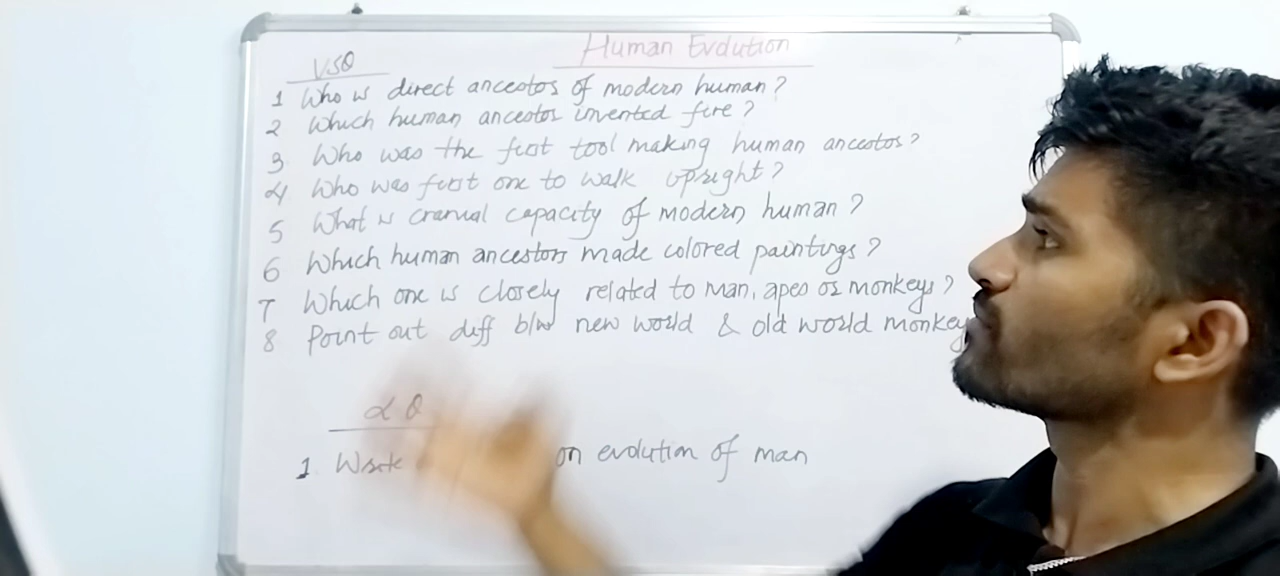 Human Evolution
VSQ
1 Who is direct ancestors of modern human?
2 Which human ancestor invented fire?
3 Who was the first tool making human ancestor?
4 Who was first one to walk upright?
5 What is cranial capacity of modern human?
6 Which human ancestors made colored paintings?
7 Which one is closely related to man, apes or monkeys?
8 Point out diff b/w new world & old world monkey
LQ
1. Write on evolution of man